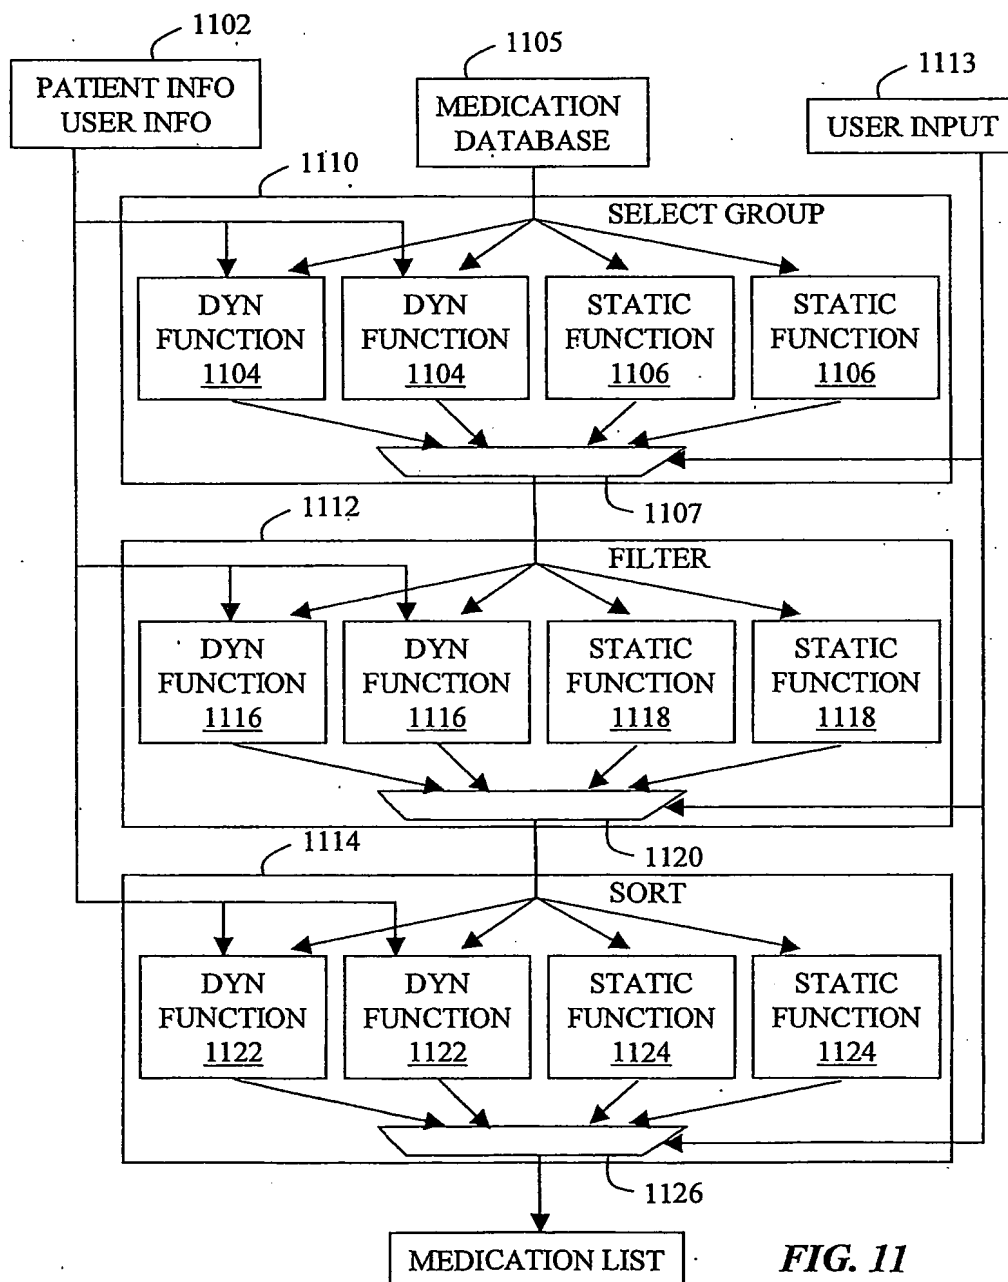 1102
PATIENT INFO
USER INFO
1105
MEDICATION
DATABASE
1113
USER INPUT
1110
SELECT GROUP
DYN
FUNCTION
1104
DYN
FUNCTION
1104
STATIC
FUNCTION
1106
STATIC
FUNCTION
1106
1107
1112
FILTER
DYN
FUNCTION
1116
DYN
FUNCTION
1116
STATIC
FUNCTION
1118
STATIC
FUNCTION
1118
1120
1114
SORT
DYN
FUNCTION
1122
DYN
FUNCTION
1122
STATIC
FUNCTION
1124
STATIC
FUNCTION
1124
1126
MEDICATION LIST
FIG. 11